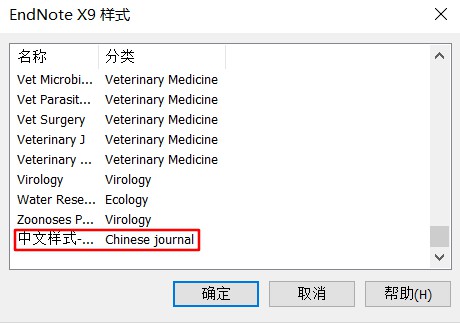 EndNote X9 样式
名称 分类
Vet Microbi... Veterinary Medicine
Vet Parasit... Veterinary Medicine
Vet Surgery Veterinary Medicine
Veterinary J Veterinary Medicine
Veterinary ... Veterinary Medicine
Virology Virology
Water Rese... Ecology
Zoonoses P... Virology
中文样式-... Chinese journal
确定 取消 帮助(H)